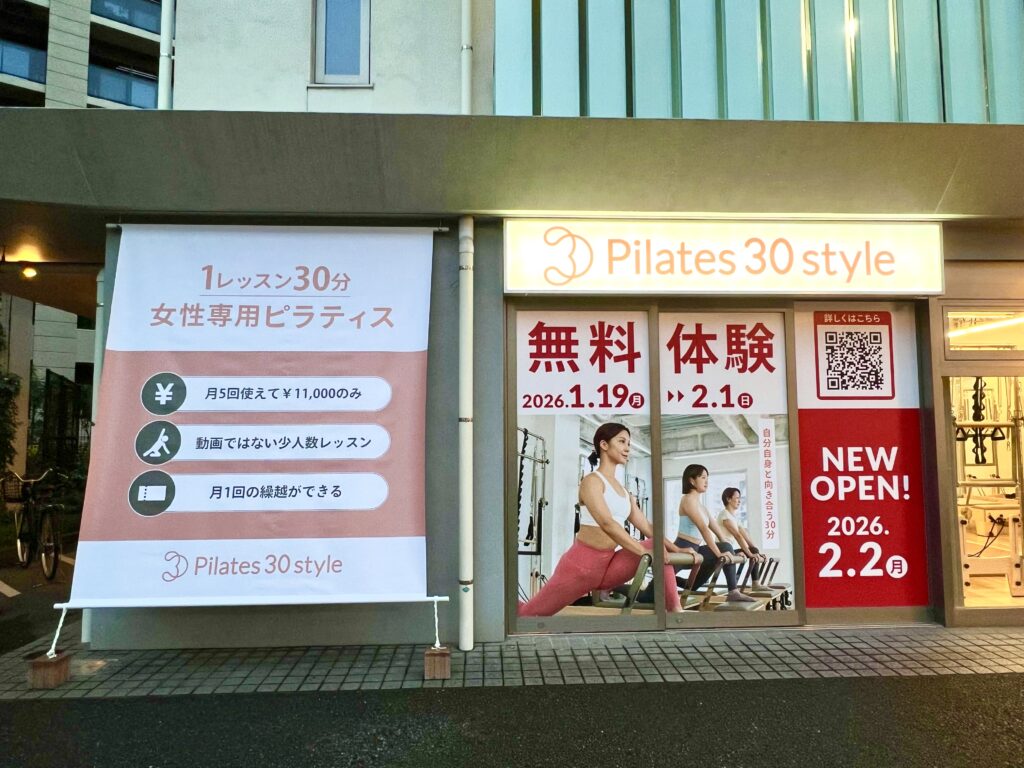 1レッスン30分
女性専用ピラティス
¥
月5回使えて¥11,000のみ
動画ではない少人数レッスン
月1回の繰越ができる
Pilates 30 style
Pilates 30 style
無料体験
2026.1.19月 2.1日
自分自身と向き合う30分
詳しくはこちら
NEW
OPEN!
2026.
2.2月